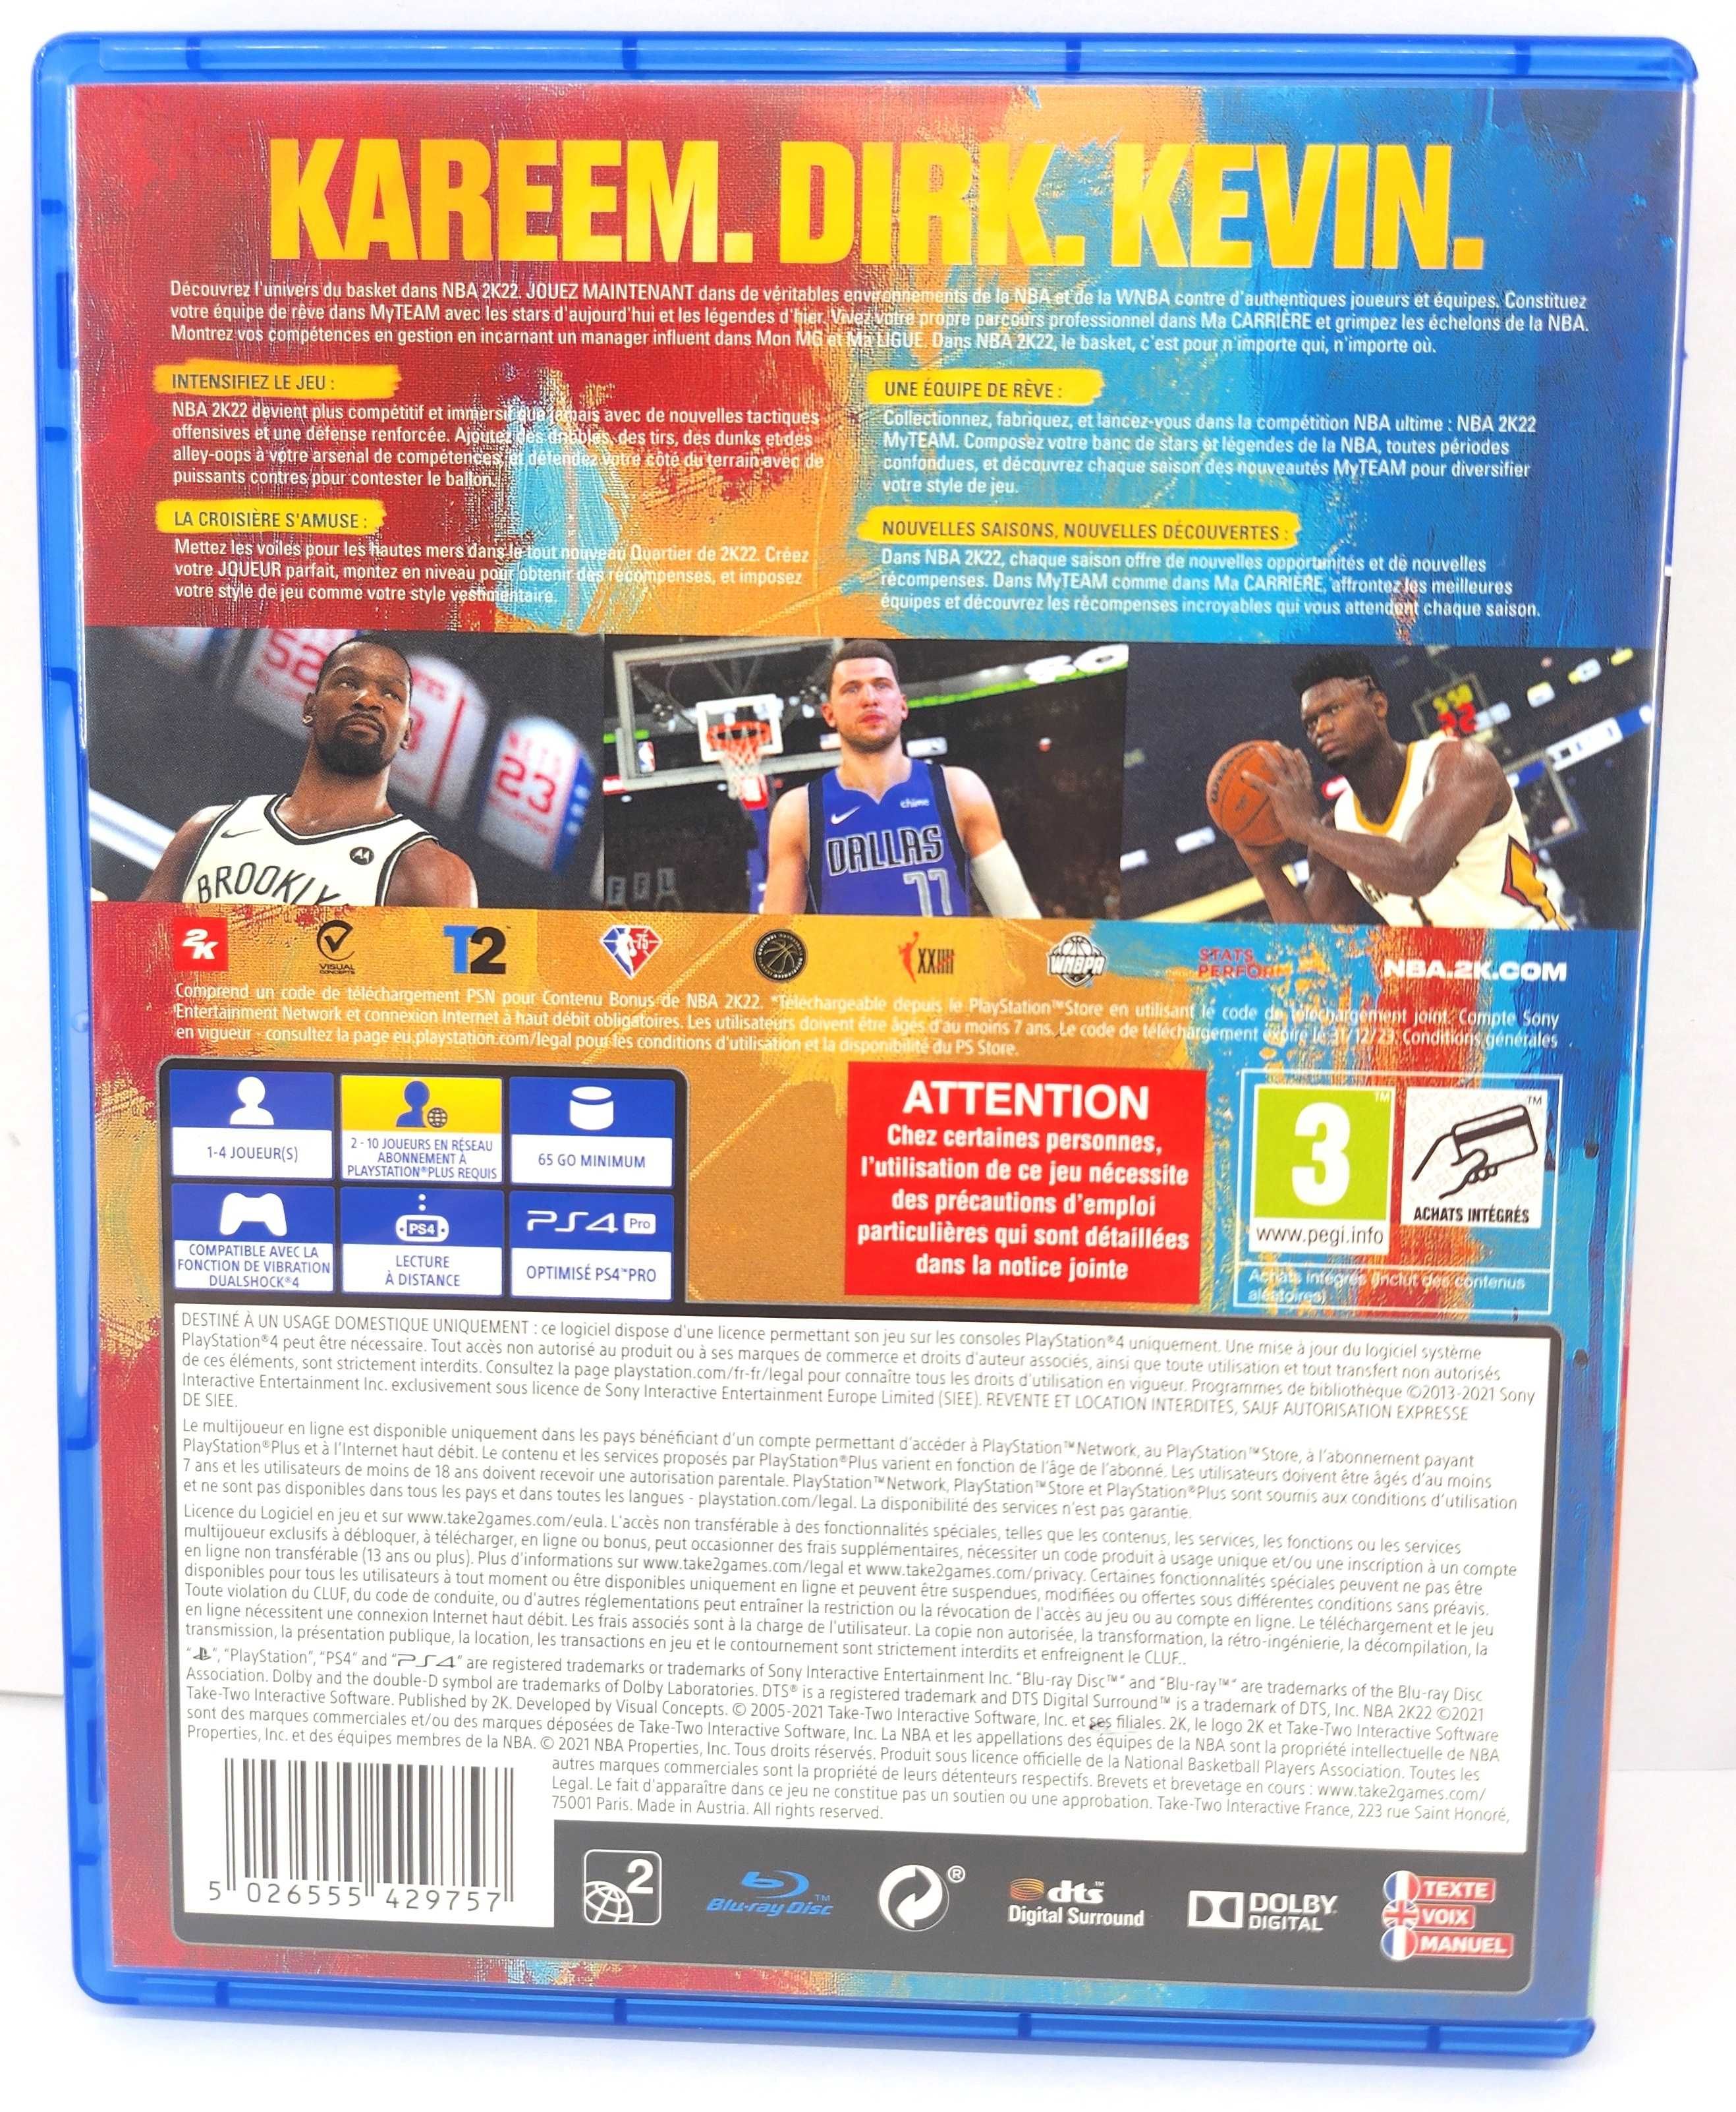 KAREEM. DIRK. KEVIN.
Découvrez l'univers du basket dans NBA 2K22. JOUEZ MAINTENANT dans de véritables environnements de la NBA et de la WNBA contre d'authentiques joueurs et équipes. Constituez
votre équipe de rêve dans MyTEAM avec les stars d'aujourd'hui et les légendes d'hier. Vivez votre propre parcours professionnel dans Ma CARRIÈRE et grimpez les échelons de la NBA.
Montrez vos compétences en gestion en incarnant un manager influent dans Mon MG et Ma LIGUE. Dans NBA 2K22, le basket, c'est pour n'importe qui, n'importe où.
INTENSIFIEZ LE JEU :
NBA 2K22 devient plus compétitif et immersif que jamais avec de nouvelles tactiques
offensives et une défense renforcée. Ajoutez des dribbles, des tirs, des dunks et des
alley-oops à votre arsenal de compétences, et défendez votre côté du terrain avec de
puissants contres pour contester le ballon.
LA CROISIÈRE S'AMUSE :
Mettez les voiles pour les hautes mers dans le tout nouveau Quartier de 2K22. Créez
votre JOUEUR parfait, montez en niveau pour obtenir des récompenses, et imposez
votre style de jeu comme votre style vestimentaire.
UNE ÉQUIPE DE RÊVE :
Collectionnez, fabriquez, et lancez-vous dans la compétition NBA ultime : NBA 2K22
MyTEAM. Composez votre banc de stars et légendes de la NBA, toutes périodes
confondues, et découvrez chaque saison des nouveautés MyTEAM pour diversifier
votre style de jeu.
NOUVELLES SAISONS, NOUVELLES DÉCOUVERTES :
Dans NBA 2K22, chaque saison offre de nouvelles opportunités et de nouvelles
récompenses. Dans MyTEAM comme dans Ma CARRIÈRE, affrontez les meilleures
équipes et découvrez les récompenses incroyables qui vous attendent chaque saison.
52
NETS
23
BROOKLY
chime
DALLAS
77
2K
VISUAL CONCEPTS
T2
75
XXIIIII
WNBPA
STATS PERFORM
NBA.2K.COM
Comprend un code de téléchargement PSN pour Contenu Bonus de NBA 2K22. *Téléchargeable depuis le PlayStation™Store en utilisant le code de téléchargement joint. Compte Sony
Entertainment Network et connexion Internet à haut débit obligatoires. Les utilisateurs doivent être âgés d'au moins 7 ans. Le code de téléchargement expire le 31/12/23. Conditions générales
en vigueur - consultez la page eu.playstation.com/legal pour les conditions d'utilisation et la disponibilité du PS Store.
1-4 JOUEUR(S)
2 - 10 JOUEURS EN RÉSEAU
ABONNEMENT À
PLAYSTATION®PLUS REQUIS
65 GO MINIMUM
COMPATIBLE AVEC LA
FONCTION DE VIBRATION
DUALSHOCK®4
PS4
LECTURE
À DISTANCE
PS4 Pro
OPTIMISÉ PS4™PRO
ATTENTION
Chez certaines personnes,
l'utilisation de ce jeu nécessite
des précautions d'emploi
particulières qui sont détaillées
dans la notice jointe
3
www.pegi.info
ACHATS INTÉGRÉS
Achats intégrés (inclut des contenus
aléatoires)
DESTINÉ À UN USAGE DOMESTIQUE UNIQUEMENT : ce logiciel dispose d'une licence permettant son jeu sur les consoles PlayStation®4 uniquement. Une mise à jour du logiciel système
PlayStation®4 peut être nécessaire. Tout accès non autorisé au produit ou à ses marques de commerce et droits d'auteur associés, ainsi que toute utilisation et tout transfert non autorisés
de ces éléments, sont strictement interdits. Consultez la page playstation.com/fr-fr/legal pour connaître tous les droits d'utilisation en vigueur. Programmes de bibliothèque ©2013-2021 Sony
Interactive Entertainment Inc. exclusivement sous licence de Sony Interactive Entertainment Europe Limited (SIEE). REVENTE ET LOCATION INTERDITES, SAUF AUTORISATION EXPRESSE
DE SIEE.
Le multijoueur en ligne est disponible uniquement dans les pays bénéficiant d'un compte permettant d'accéder à PlayStation™Network, au PlayStation™Store, à l'abonnement payant
PlayStation®Plus et à l'Internet haut débit. Le contenu et les services proposés par PlayStation®Plus varient en fonction de l'âge de l'abonné. Les utilisateurs doivent être âgés d'au moins
7 ans et les utilisateurs de moins de 18 ans doivent recevoir une autorisation parentale. PlayStation™Network, PlayStation™Store et PlayStation®Plus sont soumis aux conditions d'utilisation
et ne sont pas disponibles dans tous les pays et dans toutes les langues - playstation.com/legal. La disponibilité des services n'est pas garantie.
Licence du Logiciel en jeu et sur www.take2games.com/eula. L'accès non transférable à des fonctionnalités spéciales, telles que les contenus, les services, les fonctions ou les services
multijoueur exclusifs à débloquer, à télécharger, en ligne ou bonus, peut occasionner des frais supplémentaires, nécessiter un code produit à usage unique et/ou une inscription à un compte
en ligne non transférable (13 ans ou plus). Plus d'informations sur www.take2games.com/legal et www.take2games.com/privacy. Certaines fonctionnalités spéciales peuvent ne pas être
disponibles pour tous les utilisateurs à tout moment ou être disponibles uniquement en ligne et peuvent être suspendues, modifiées ou offertes sous différentes conditions sans préavis.
Toute violation du CLUF, du code de conduite, ou d'autres réglementations peut entraîner la restriction ou la révocation de l'accès au jeu ou au compte en ligne. Le téléchargement et le jeu
en ligne nécessitent une connexion Internet haut débit. Les frais associés sont à la charge de l'utilisateur. La copie non autorisée, la transformation, la rétro-ingénierie, la décompilation, la
transmission, la présentation publique, la location, les transactions en jeu et le contournement sont strictement interdits et enfreignent le CLUF..
"PlayStation", "PS4" and "PS4" are registered trademarks or trademarks of Sony Interactive Entertainment Inc. "Blu-ray Disc™" and "Blu-ray™" are trademarks of the Blu-ray Disc
Association. Dolby and the double-D symbol are trademarks of Dolby Laboratories. DTS® is a registered trademark and DTS Digital Surround™ is a trademark of DTS, Inc. NBA 2K22 ©2021
Take-Two Interactive Software. Published by 2K. Developed by Visual Concepts. © 2005-2021 Take-Two Interactive Software, Inc. et ses filiales. 2K, le logo 2K et Take-Two Interactive Software
sont des marques commerciales et/ou des marques déposées de Take-Two Interactive Software, Inc. La NBA et les appellations des équipes de la NBA sont la propriété intellectuelle de NBA
Properties, Inc. et des équipes membres de la NBA. © 2021 NBA Properties, Inc. Tous droits réservés. Produit sous licence officielle de la National Basketball Players Association. Toutes les
autres marques commerciales sont la propriété de leurs détenteurs respectifs. Brevets et brevetage en cours : www.take2games.com/
Legal. Le fait d'apparaître dans ce jeu ne constitue pas un soutien ou une approbation. Take-Two Interactive France, 223 rue Saint Honoré,
75001 Paris. Made in Austria. All rights reserved.
5 026555 429757
2
Blu-ray Disc™
®
dts™
Digital Surround
DOLBY
DIGITAL
TEXTE
VOIX
MANUEL